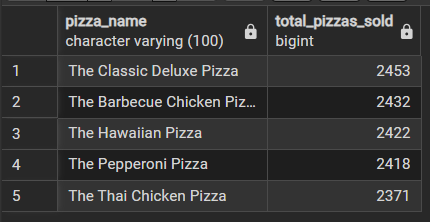 pizza_name total_pizzas_sold
character varying (100) bigint
1 The Classic Deluxe Pizza 2453
2 The Barbecue Chicken Piz… 2432
3 The Hawaiian Pizza 2422
4 The Pepperoni Pizza 2418
5 The Thai Chicken Pizza 2371